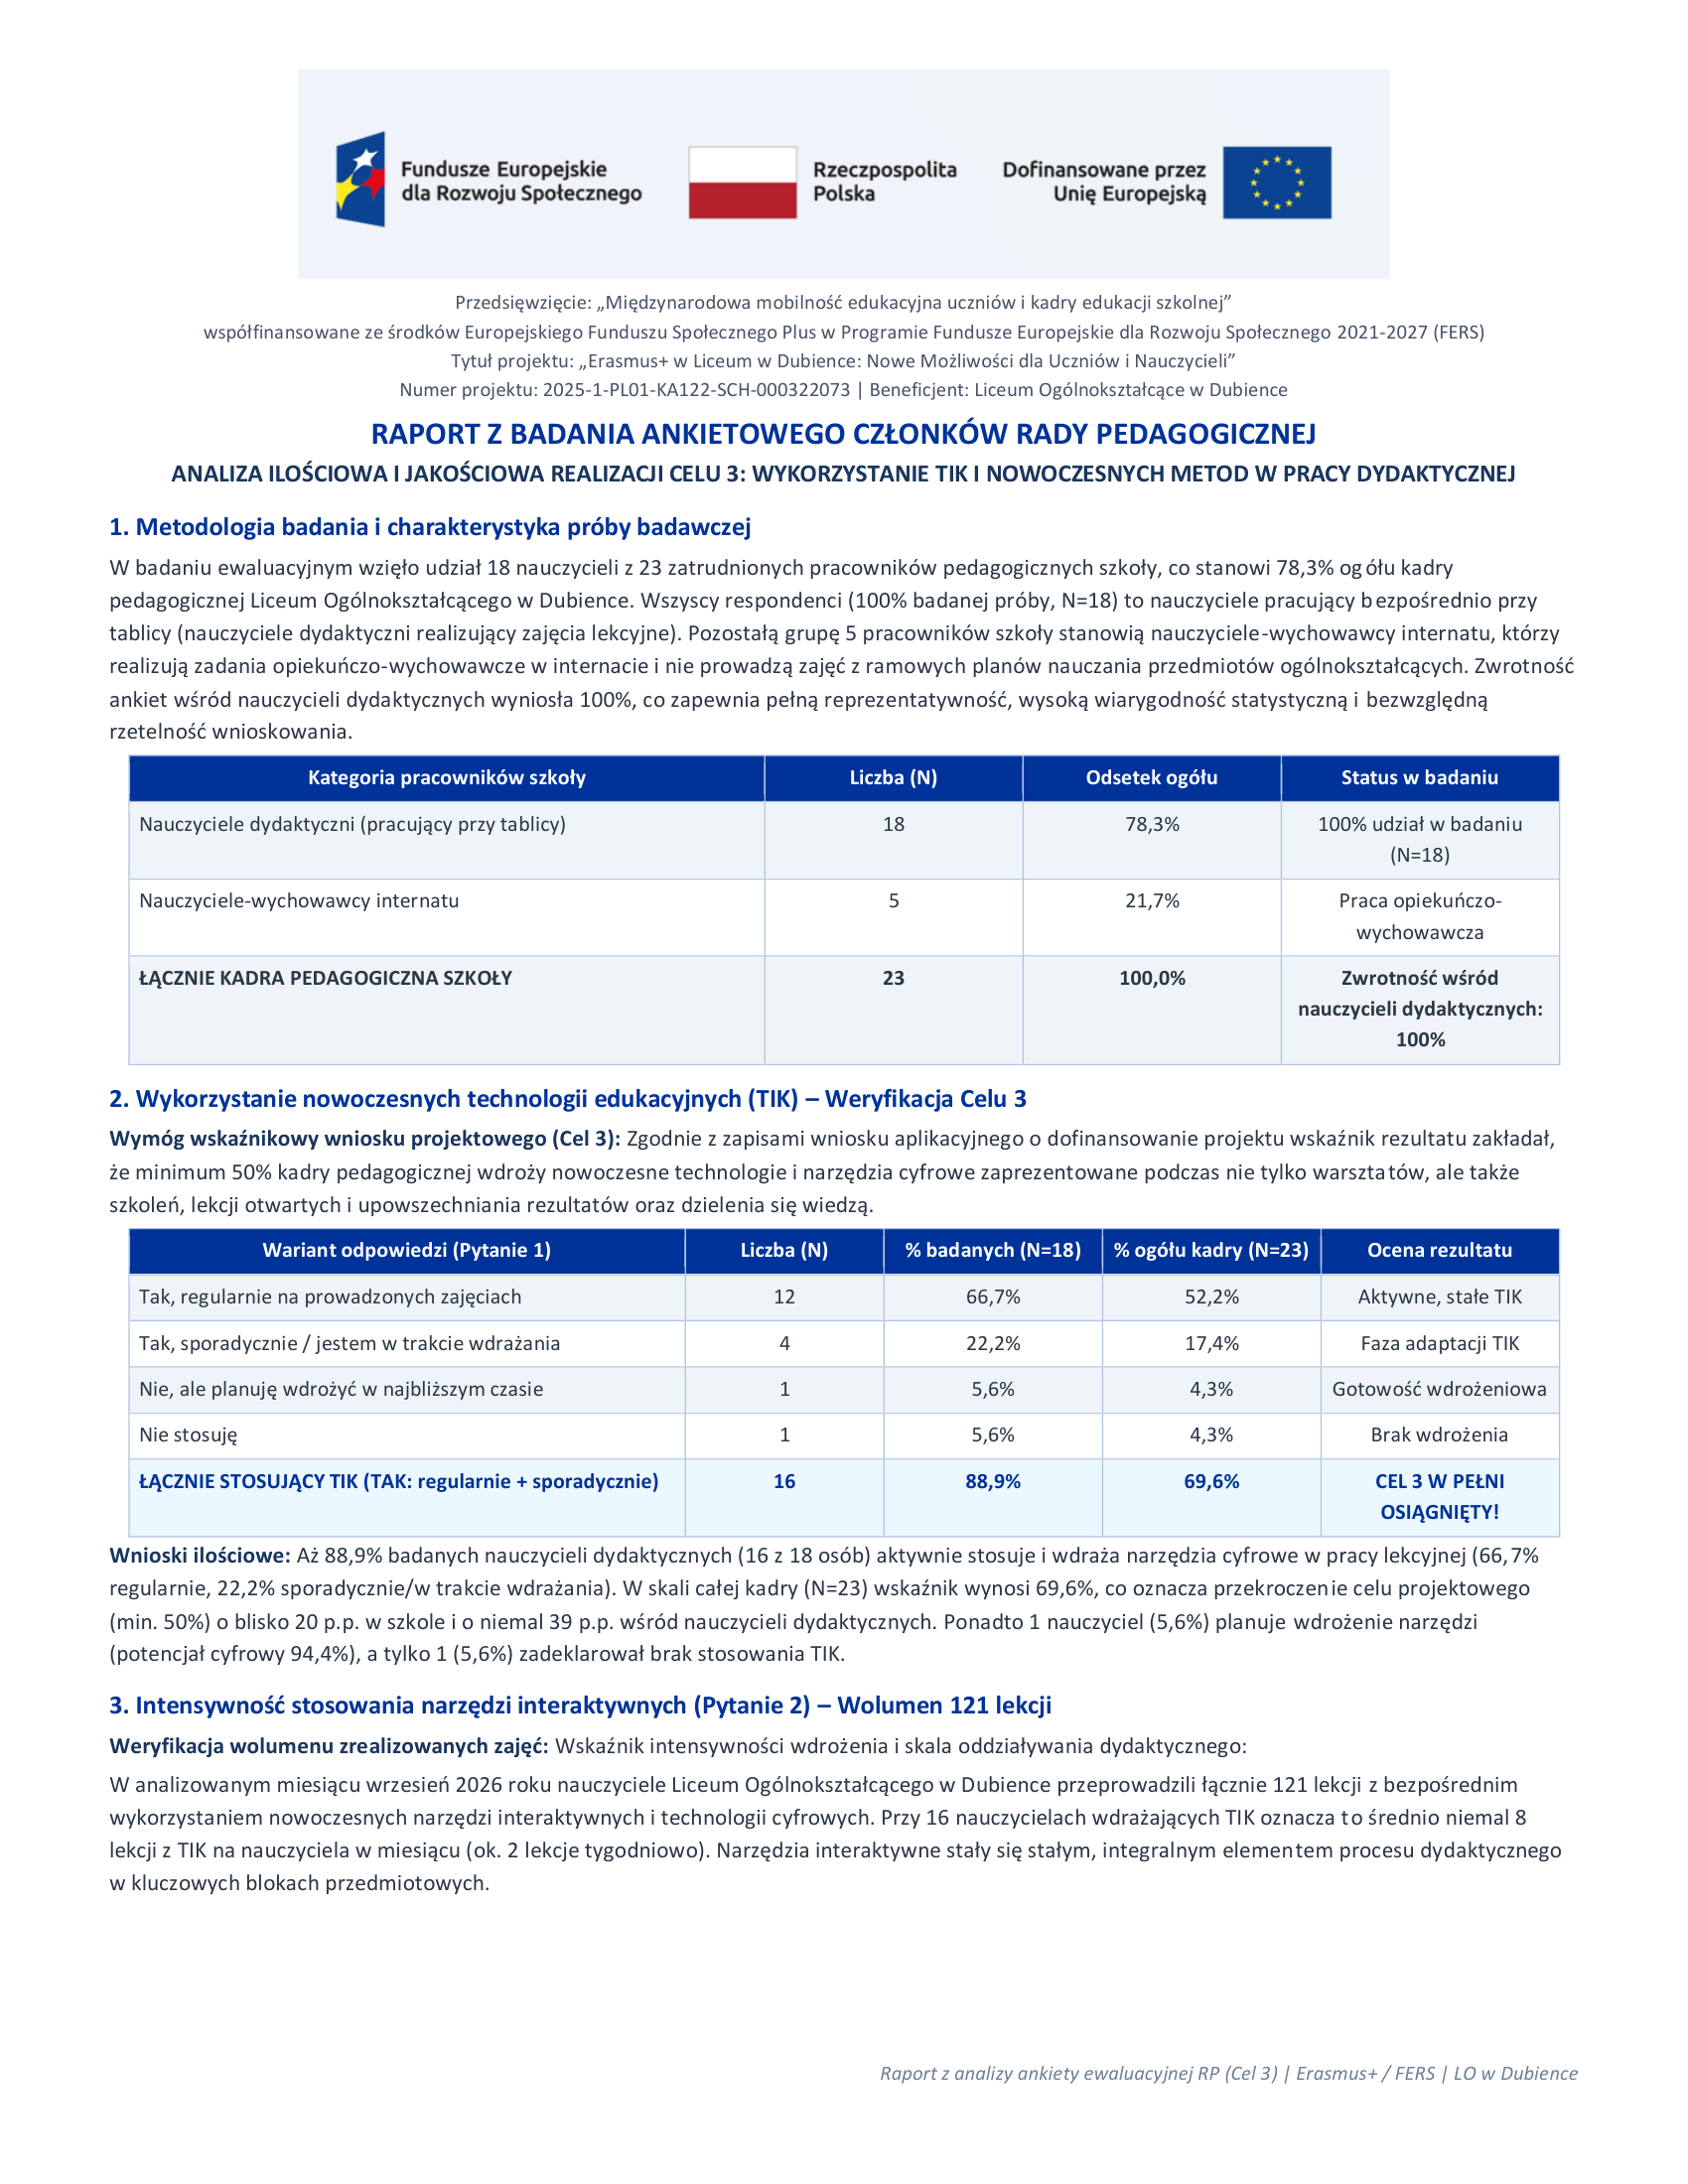 Fundusze Europejskie
dla Rozwoju Społecznego
Rzeczpospolita
Polska
Dofinansowane przez
Unię Europejską
Przedsięwzięcie: „Międzynarodowa mobilność edukacyjna uczniów i kadry edukacji szkolnej”
współfinansowane ze środków Europejskiego Funduszu Społecznego Plus w Programie Fundusze Europejskie dla Rozwoju Społecznego 2021-2027 (FERS)
Tytuł projektu: „Erasmus+ w Liceum w Dubience: Nowe Możliwości dla Uczniów i Nauczycieli”
Numer projektu: 2025-1-PL01-KA122-SCH-000322073 | Beneficjent: Liceum Ogólnokształcące w Dubience
RAPORT Z BADANIA ANKIETOWEGO CZŁONKÓW RADY PEDAGOGICZNEJ
ANALIZA ILOŚCIOWA I JAKOŚCIOWA REALIZACJI CELU 3: WYKORZYSTANIE TIK I NOWOCZESNYCH METOD W PRACY DYDAKTYCZNEJ
1. Metodologia badania i charakterystyka próby badawczej
W badaniu ewaluacyjnym wzięło udział 18 nauczycieli z 23 zatrudnionych pracowników pedagogicznych szkoły, co stanowi 78,3% ogółu kadry
pedagogicznej Liceum Ogólnokształcącego w Dubience. Wszyscy respondenci (100% badanej próby, N=18) to nauczyciele pracujący bezpośrednio przy
tablicy (nauczyciele dydaktyczni realizujący zajęcia lekcyjne). Pozostałą grupę 5 pracowników szkoły stanowią nauczyciele-wychowawcy internatu, którzy
realizują zadania opiekuńczo-wychowawcze w internacie i nie prowadzą zajęć z ramowych planów nauczania przedmiotów ogólnokształcących. Zwrotność
ankiet wśród nauczycieli dydaktycznych wyniosła 100%, co zapewnia pełną reprezentatywność, wysoką wiarygodność statystyczną i bezwzględną
rzetelność wnioskowania.
Kategoria pracowników szkoły Liczba (N) Odsetek ogółu Status w badaniu
Nauczyciele dydaktyczni (pracujący przy tablicy) 18 78,3% 100% udział w badaniu
(N=18)
Nauczyciele-wychowawcy internatu 5 21,7% Praca opiekuńczo-
wychowawcza
ŁĄCZNIE KADRA PEDAGOGICZNA SZKOŁY 23 100,0% Zwrotność wśród
nauczycieli dydaktycznych:
100%
2. Wykorzystanie nowoczesnych technologii edukacyjnych (TIK) – Weryfikacja Celu 3
Wymóg wskaźnikowy wniosku projektowego (Cel 3): Zgodnie z zapisami wniosku aplikacyjnego o dofinansowanie projektu wskaźnik rezultatu zakładał,
że minimum 50% kadry pedagogicznej wdroży nowoczesne technologie i narzędzia cyfrowe zaprezentowane podczas nie tylko warsztatów, ale także
szkoleń, lekcji otwartych i upowszechniania rezultatów oraz dzielenia się wiedzą.
Wariant odpowiedzi (Pytanie 1) Liczba (N) % badanych (N=18) % ogółu kadry (N=23) Ocena rezultatu
Tak, regularnie na prowadzonych zajęciach 12 66,7% 52,2% Aktywne, stałe TIK
Tak, sporadycznie / jestem w trakcie wdrażania 4 22,2% 17,4% Faza adaptacji TIK
Nie, ale planuję wdrożyć w najbliższym czasie 1 5,6% 4,3% Gotowość wdrożeniowa
Nie stosuję 1 5,6% 4,3% Brak wdrożenia
ŁĄCZNIE STOSUJĄCY TIK (TAK: regularnie + sporadycznie) 16 88,9% 69,6% CEL 3 W PEŁNI
OSIĄGNIĘTY!
Wnioski ilościowe: Aż 88,9% badanych nauczycieli dydaktycznych (16 z 18 osób) aktywnie stosuje i wdraża narzędzia cyfrowe w pracy lekcyjnej (66,7%
regularnie, 22,2% sporadycznie/w trakcie wdrażania). W skali całej kadry (N=23) wskaźnik wynosi 69,6%, co oznacza przekroczenie celu projektowego
(min. 50%) o blisko 20 p.p. w szkole i o niemal 39 p.p. wśród nauczycieli dydaktycznych. Ponadto 1 nauczyciel (5,6%) planuje wdrożenie narzędzi
(potencjał cyfrowy 94,4%), a tylko 1 (5,6%) zadeklarował brak stosowania TIK.
3. Intensywność stosowania narzędzi interaktywnych (Pytanie 2) – Wolumen 121 lekcji
Weryfikacja wolumenu zrealizowanych zajęć: Wskaźnik intensywności wdrożenia i skala oddziaływania dydaktycznego:
W analizowanym miesiącu wrzesień 2026 roku nauczyciele Liceum Ogólnokształcącego w Dubience przeprowadzili łącznie 121 lekcji z bezpośrednim
wykorzystaniem nowoczesnych narzędzi interaktywnych i technologii cyfrowych. Przy 16 nauczycielach wdrażających TIK oznacza to średnio niemal 8
lekcji z TIK na nauczyciela w miesiącu (ok. 2 lekcje tygodniowo). Narzędzia interaktywne stały się stałym, integralnym elementem procesu dydaktycznego
w kluczowych blokach przedmiotowych.
Raport z analizy ankiety ewaluacyjnej RP (Cel 3) | Erasmus+ / FERS | LO w Dubience